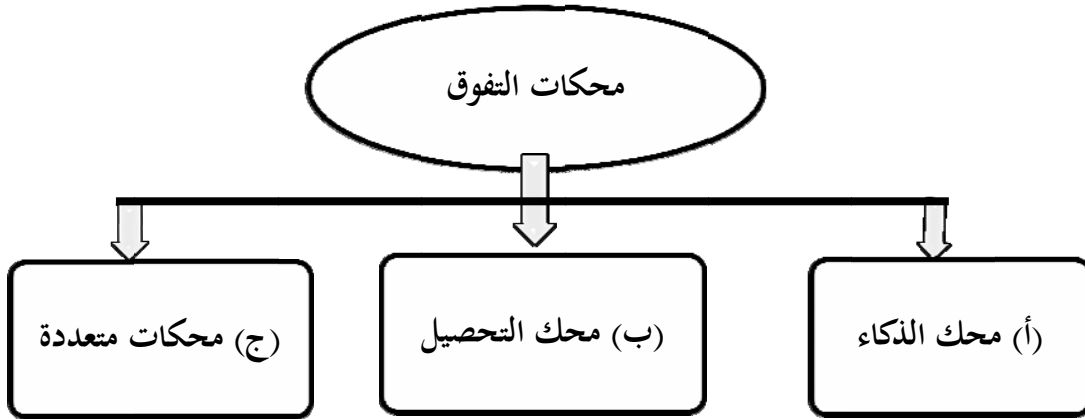 محكات التفوق
(أ) محك الذكاء
(ب) محك التحصيل
(ج) محكات متعددة